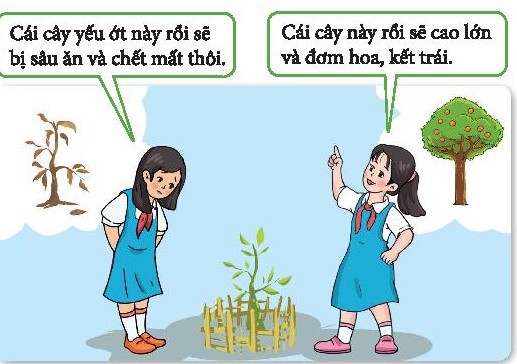 Cái cây yếu ớt này rồi sẽ
bị sâu ăn và chết mất thôi.
Cái cây này rồi sẽ cao lớn
và đơm hoa, kết trái.